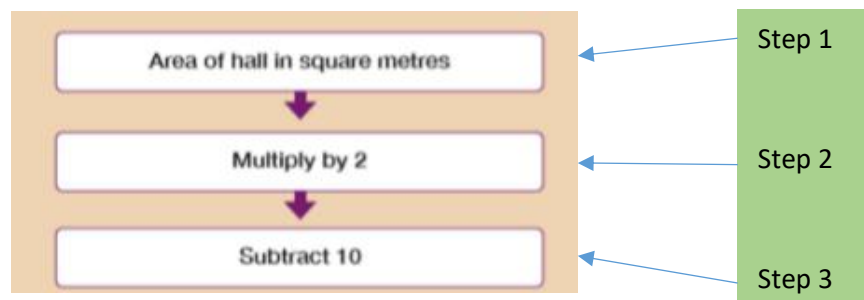 Area of hall in square metres
Step 1
Multiply by 2
Step 2
Subtract 10
Step 3